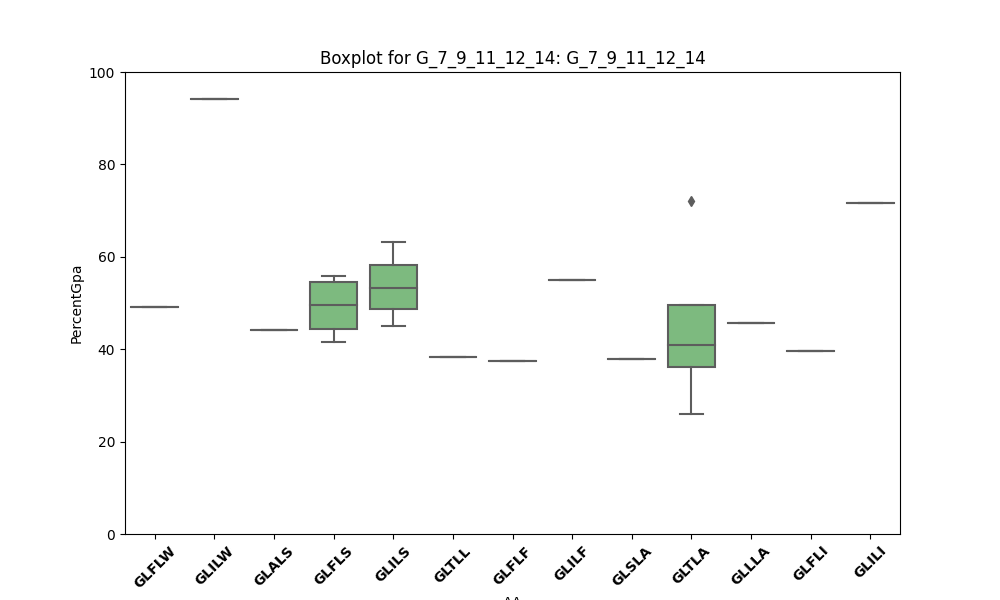 Boxplot for G_7_9_11_12_14: G_7_9_11_12_14
100
80
60
40
20
0
PercentGpa
GLFLW
GLILW
GLALS
GLFLS
GLILS
GLTLL
GLFLF
GLILF
GLSLA
GLTLA
GLLLA
GLFLI
GLILI